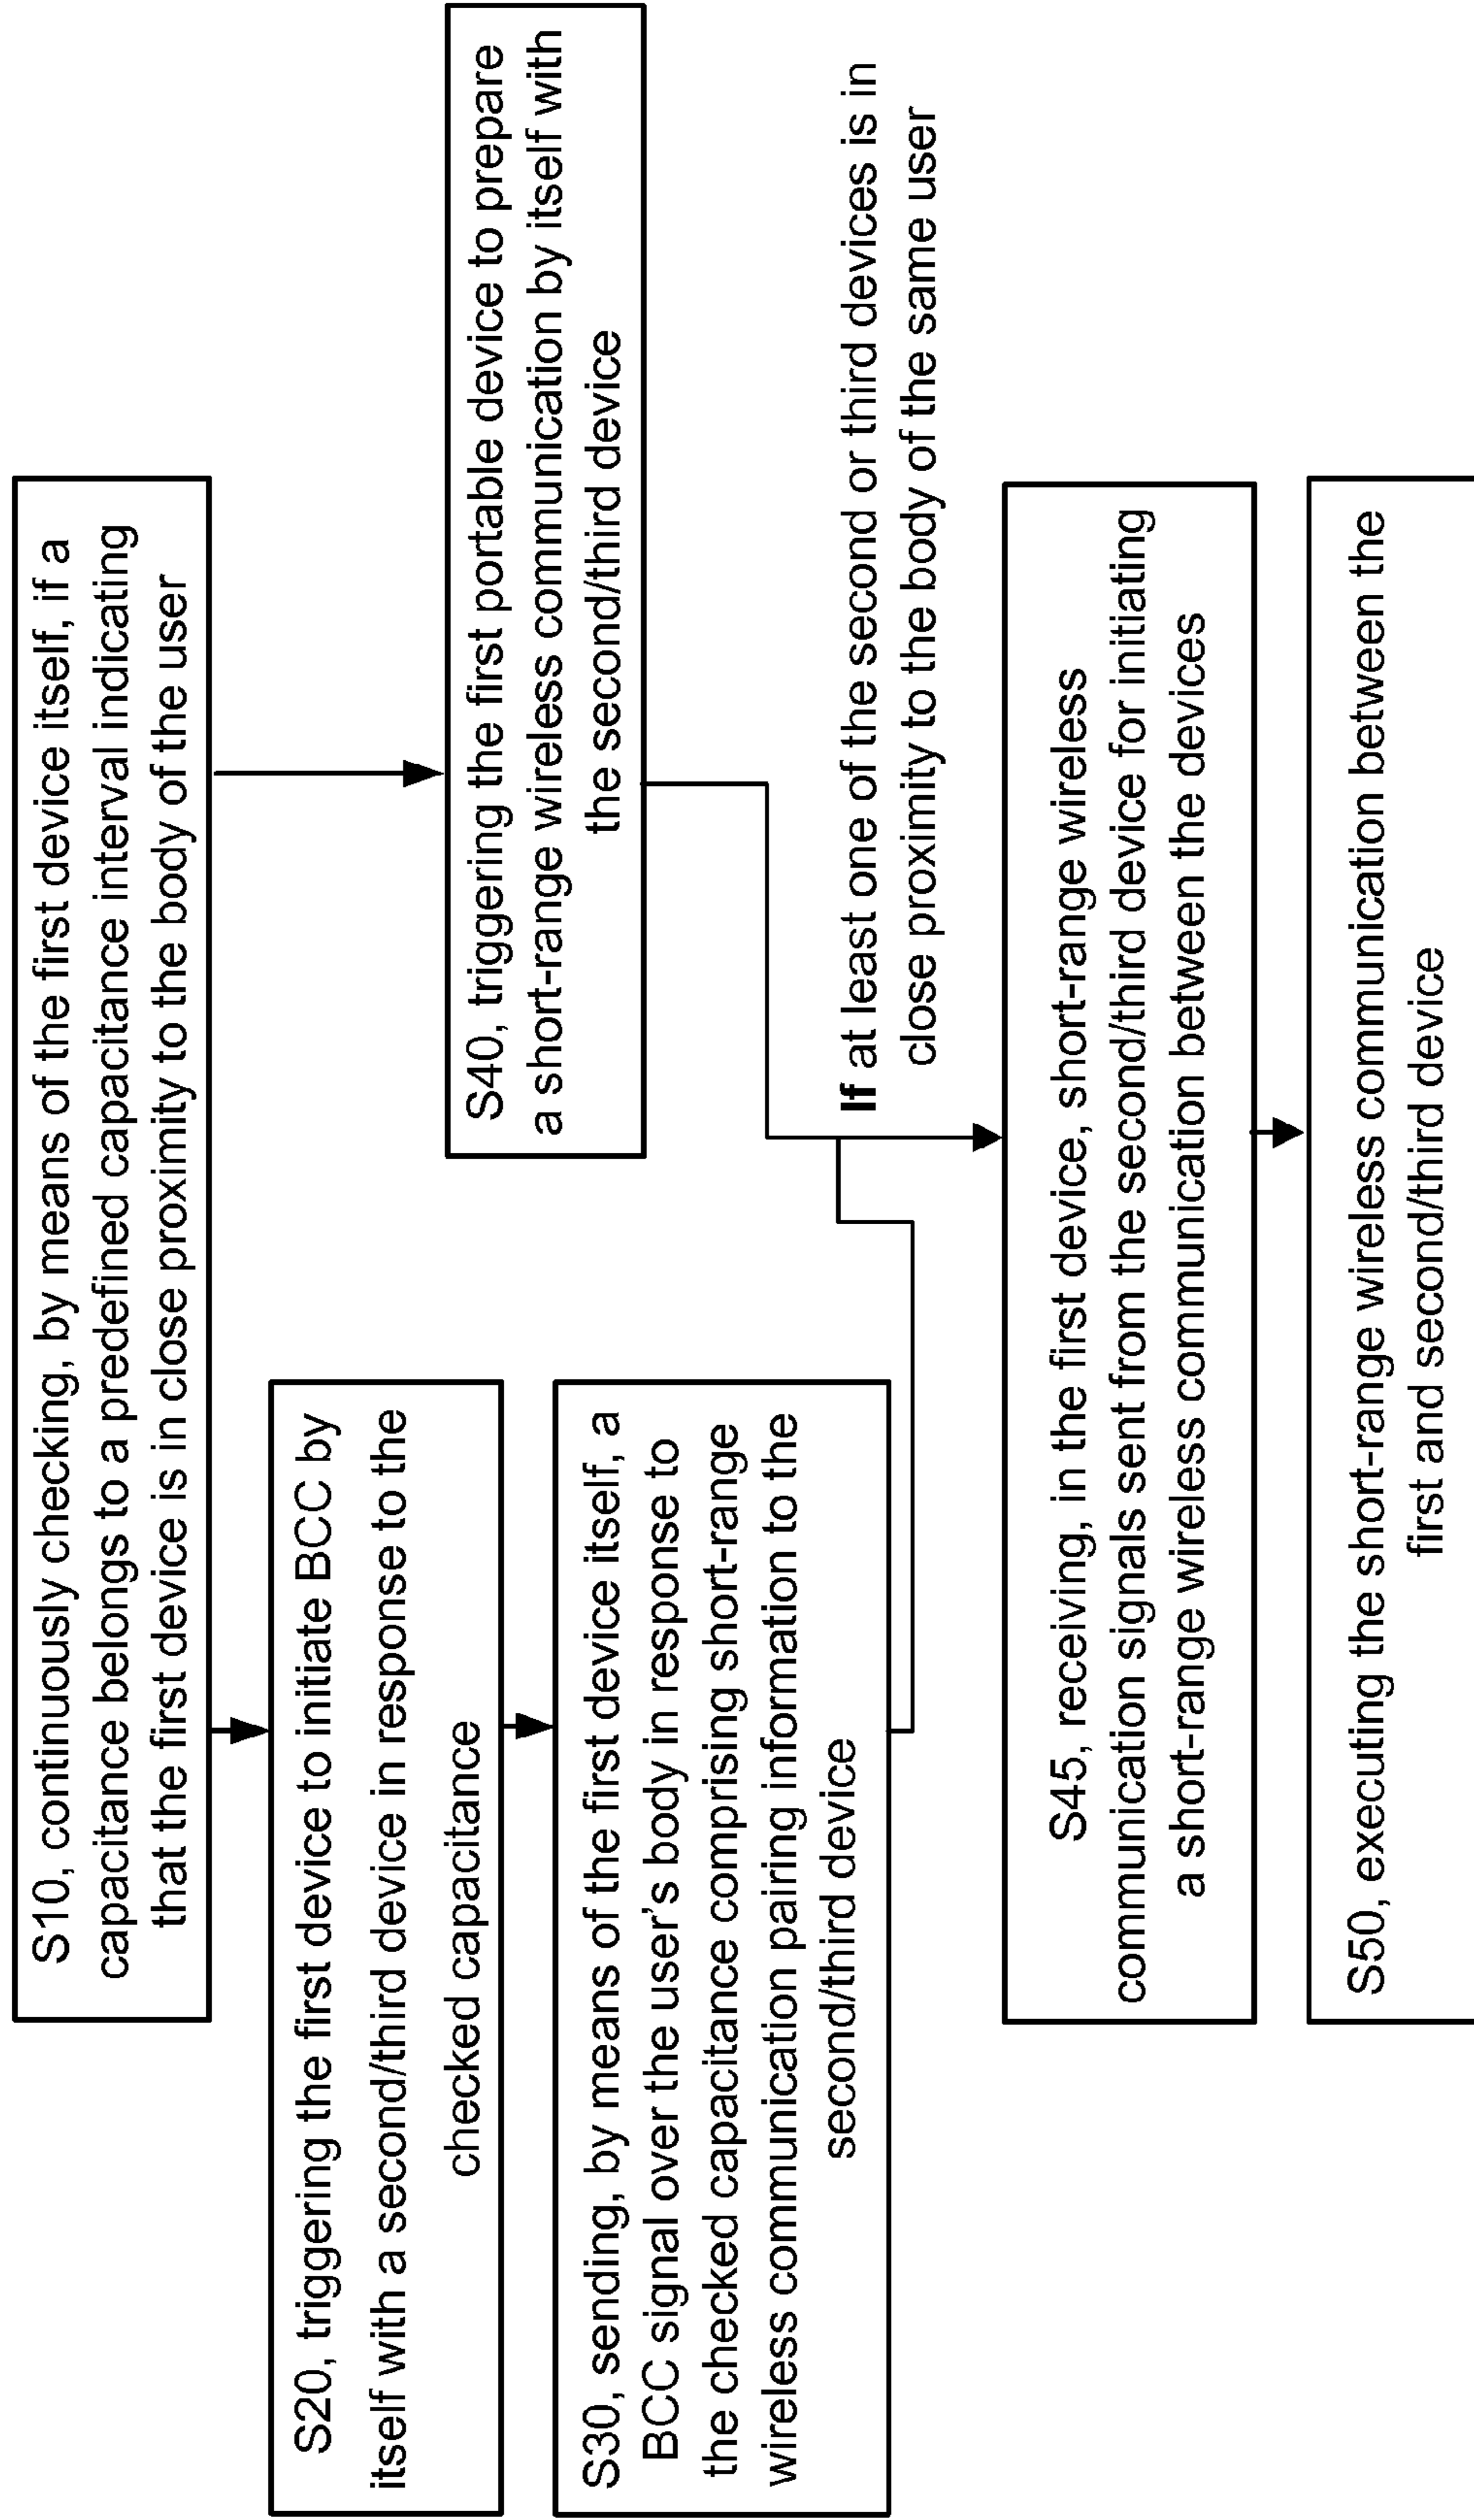 S10, continuously checking, by means of the first device itself, if a
capacitance belongs to a predefined capacitance interval indicating
that the first device is in close proximity to the body of the user
S20, triggering the first device to initiate BCC by
itself with a second/third device in response to the
checked capacitance
S30, sending, by means of the first device itself, a
BCC signal over the user's body in response to
the checked capacitance comprising short-range
wireless communication pairing information to the
second/third device
S40, triggering the first portable device to prepare
a short-range wireless communication by itself with
the second/third device
If at least one of the second or third devices is in
close proximity to the body of the same user
S45, receiving, in the first device, short-range wireless
communication signals sent from the second/third device for initiating
a short-range wireless communication between the devices
S50, executing the short-range wireless communication between the
first and second/third device